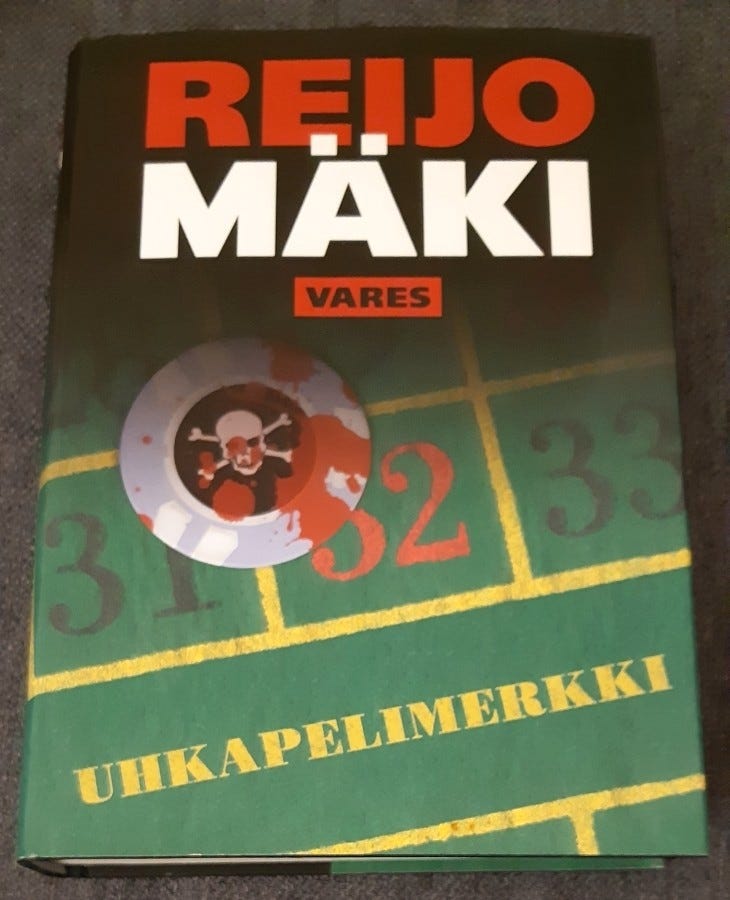 REIJO
MÄKI
VARES
31 32 33
UHKAPELIMERKKI